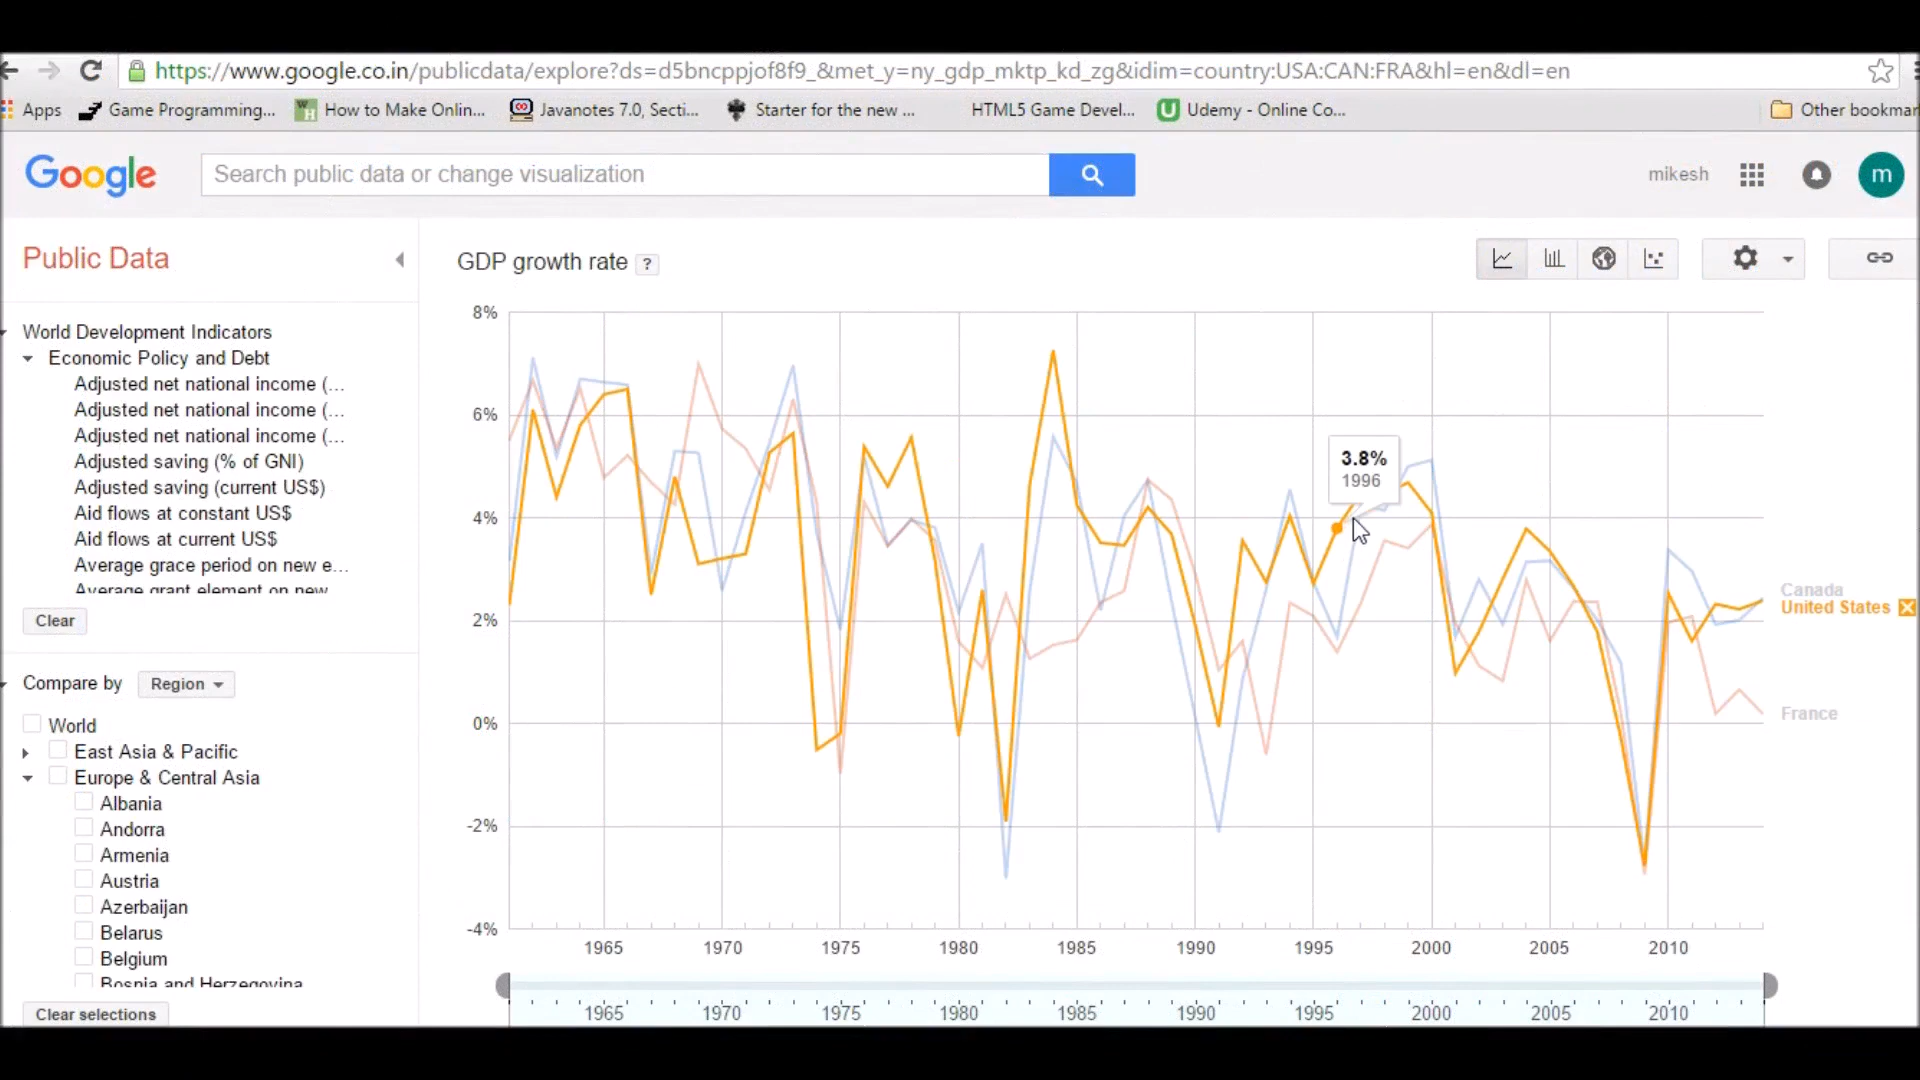 https://www.google.co.in/publicdata/explore?ds=d5bncppjof8f9_&met_y=ny_gdp_mktp_kd_zg&idim=country:USA:CAN:FRA&hl=en&dl=en
Apps Game Programming... How to Make Onlin... Javanotes 7.0, Secti... Starter for the new ... HTML5 Game Devel... Udemy - Online Co... Other bookmar
Google Search public data or change visualization mikesh m
Public Data
GDP growth rate ?
World Development Indicators
Economic Policy and Debt
Adjusted net national income (...
Adjusted net national income (...
Adjusted net national income (...
Adjusted saving (% of GNI)
Adjusted saving (current US$)
Aid flows at constant US$
Aid flows at current US$
Average grace period on new e...
Average grant element on new
Clear
Compare by Region
World
East Asia & Pacific
Europe & Central Asia
Albania
Andorra
Armenia
Austria
Azerbaijan
Belarus
Belgium
Bosnia and Herzegovina
Clear selections
8%
6%
4%
2%
0%
-2%
-4%
3.8%
1996
Canada
United States
France
1965 1970 1975 1980 1985 1990 1995 2000 2005 2010
1965 1970 1975 1980 1985 1990 1995 2000 2005 2010